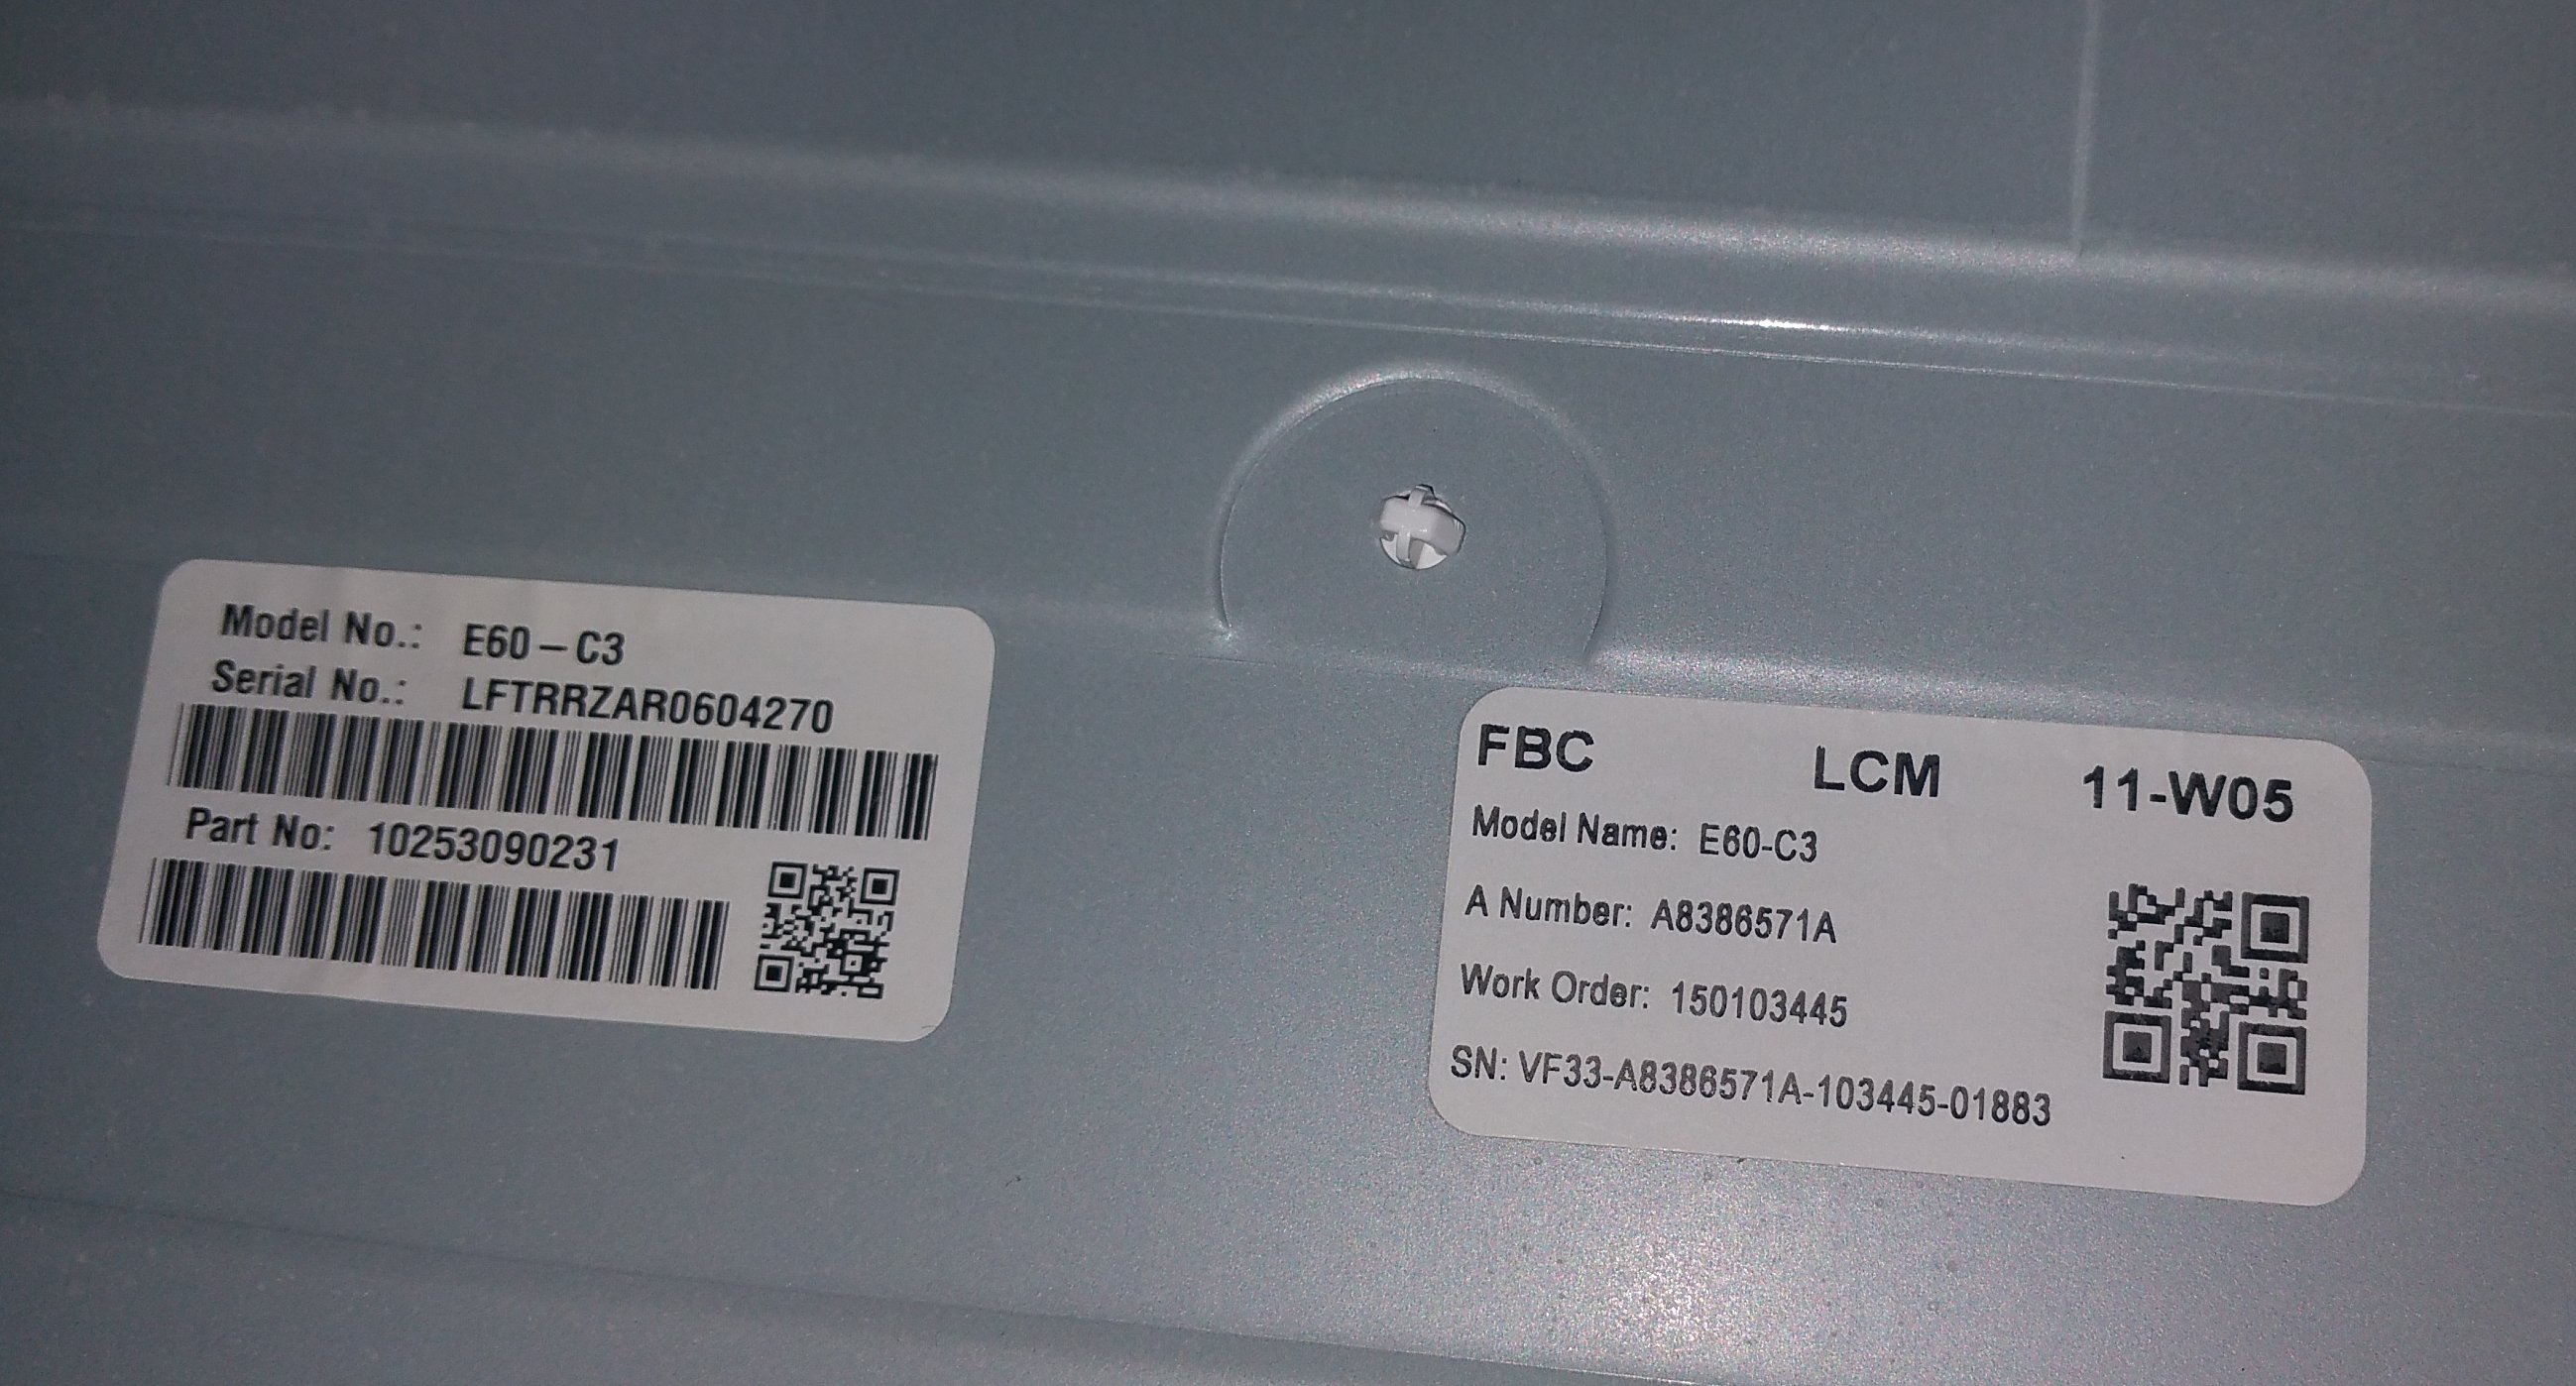 Model No.: E60-C3
Serial No.: LFTRRZAR0604270
Part No: 10253090231
FBC LCM 11-W05
Model Name: E60-C3
A Number: A8386571A
Work Order: 150103445
SN: VF33-A8386571A-103445-01883